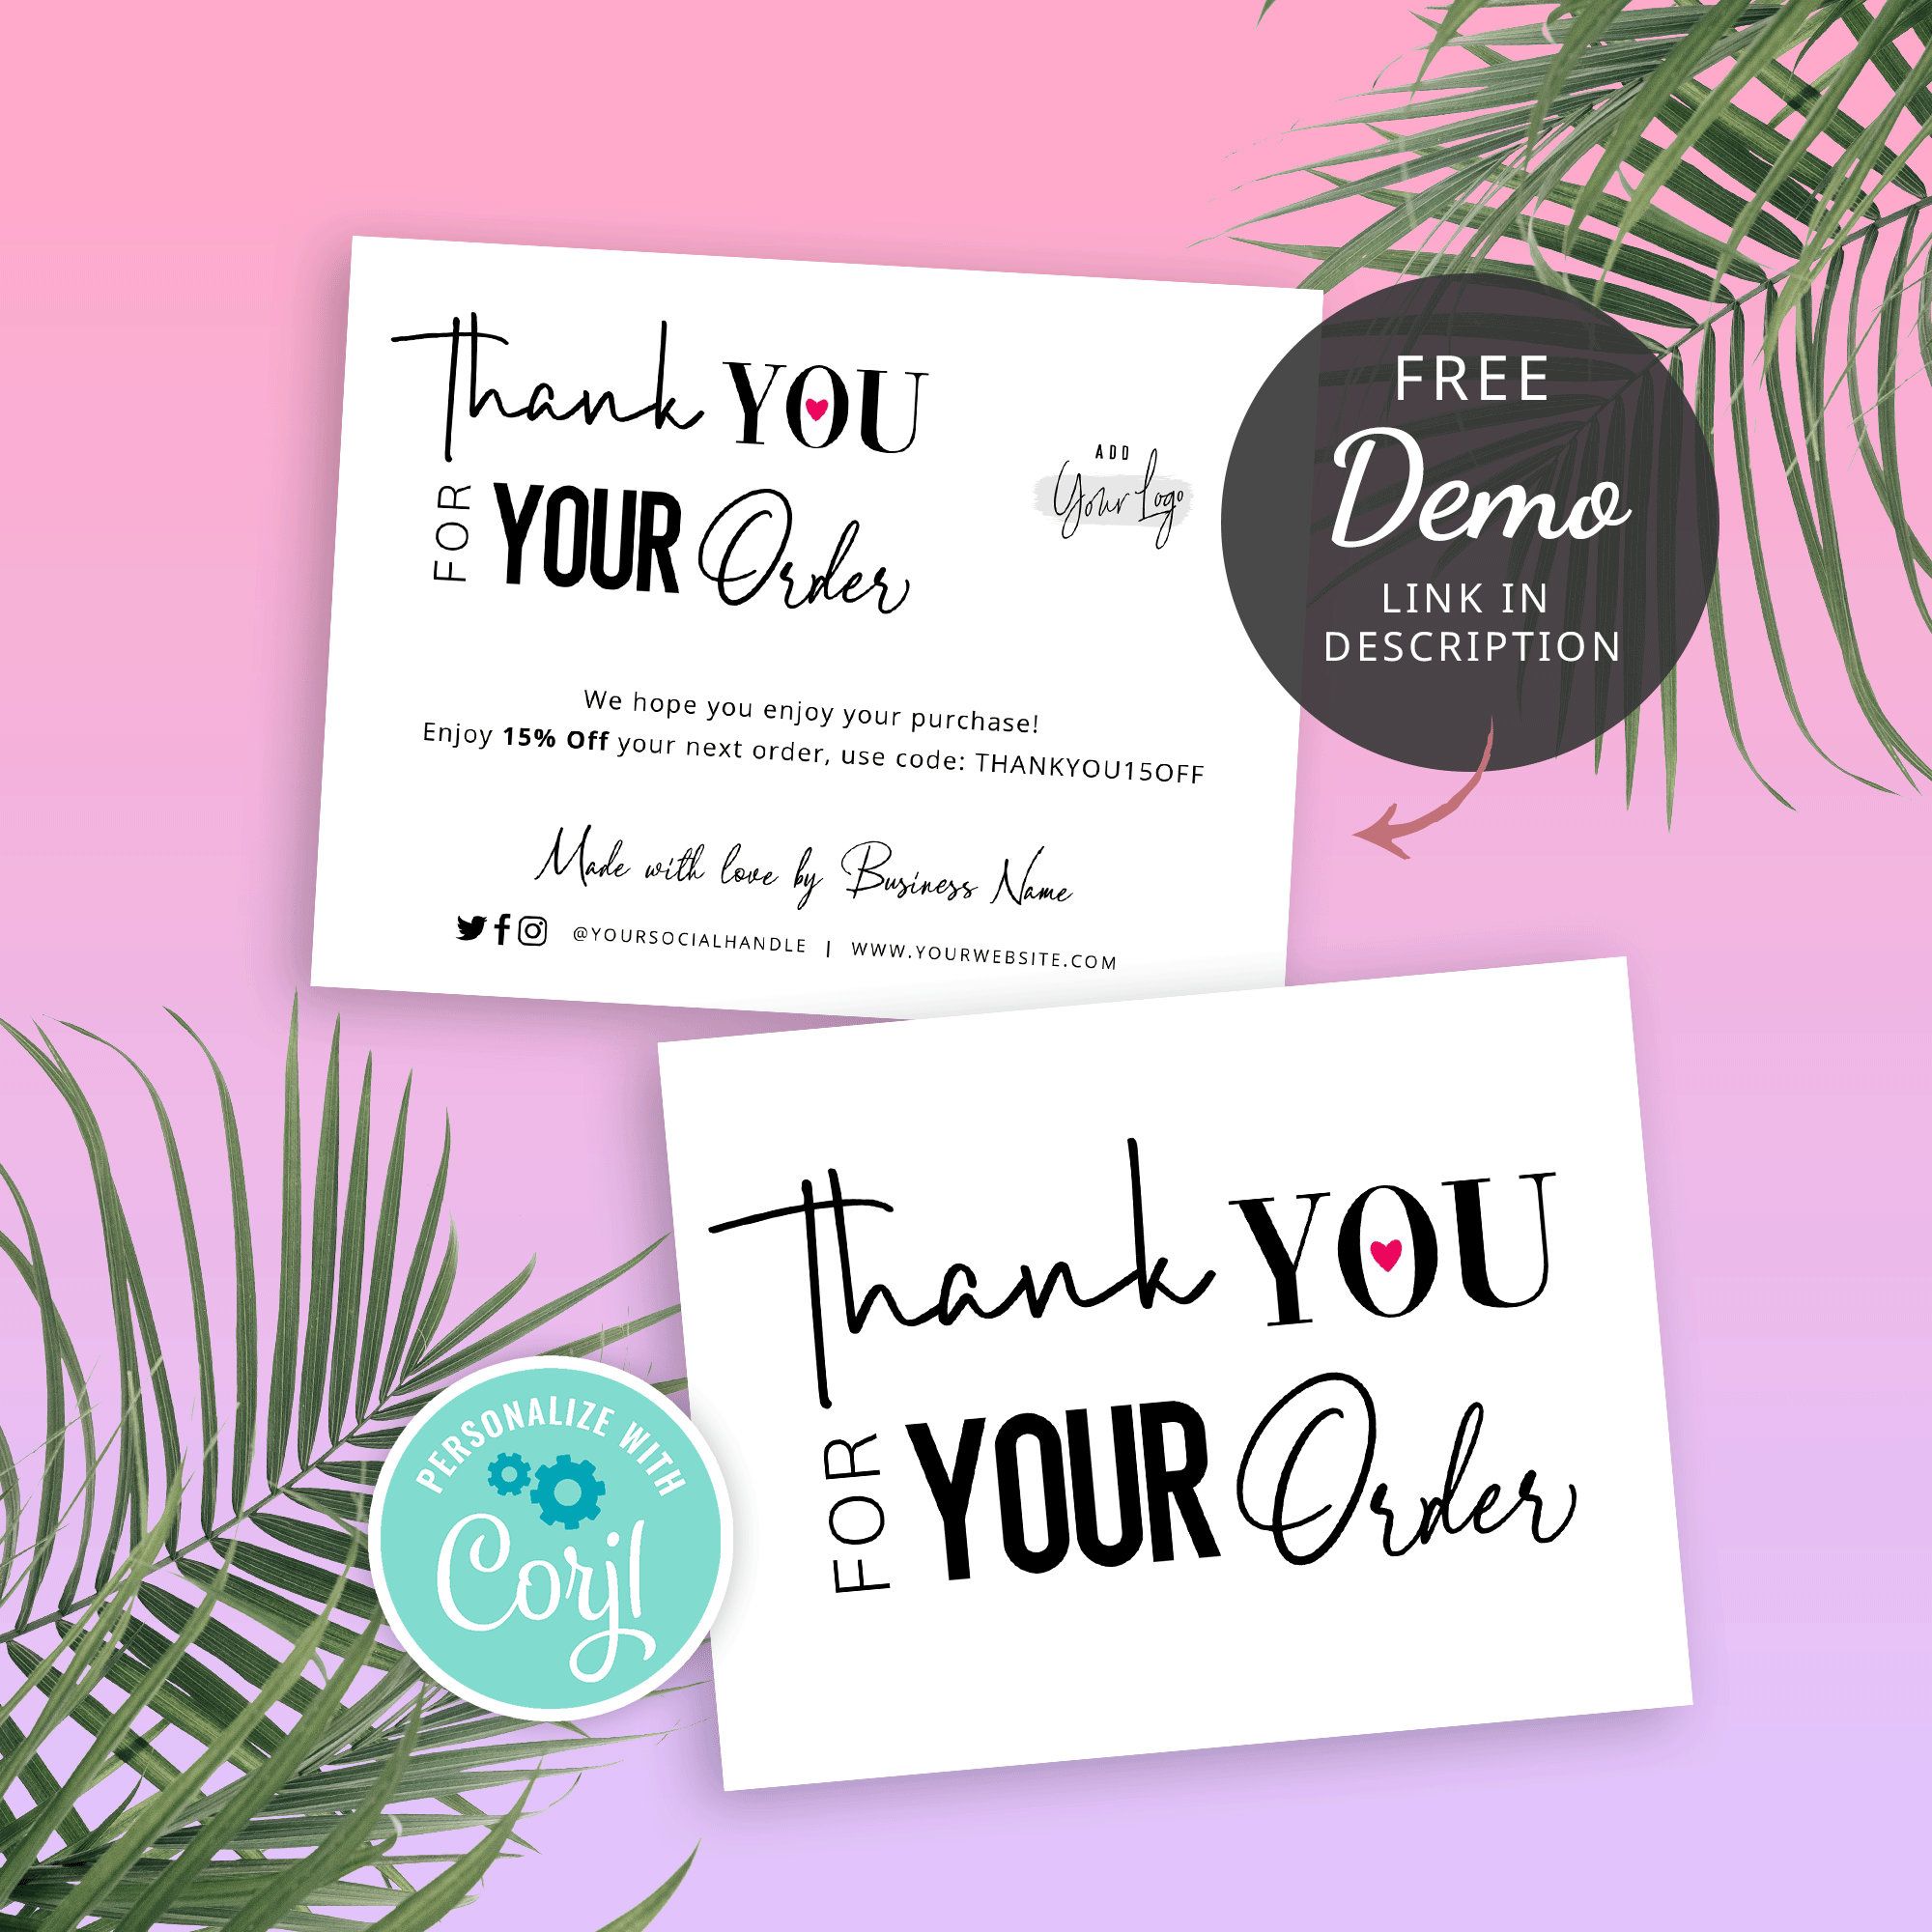 Thank YOU
FOR YOUR Order
ADD
Your Logo
We hope you enjoy your purchase!
Enjoy 15% Off your next order, use code: THANKYOU15OFF
Made with love by Business Name
@YOURSOCIALHANDLE | WWW.YOURWEBSITE.COM
FREE
Demo
LINK IN
DESCRIPTION
Thank YOU
FOR YOUR Order
PERSONALIZE WITH
Corjl